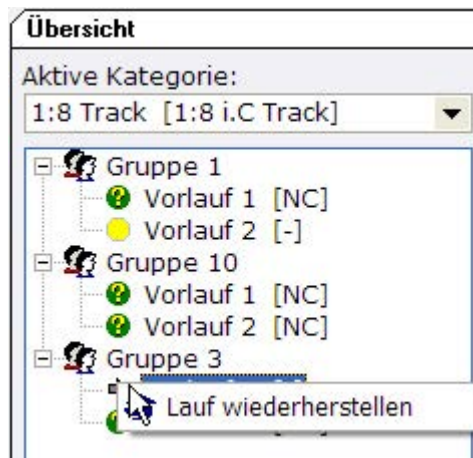 Übersicht
Aktive Kategorie:
1:8 Track [1:8 i.C Track]
Gruppe 1
Vorlauf 1 [NC]
Vorlauf 2 [-]
Gruppe 10
Vorlauf 1 [NC]
Vorlauf 2 [NC]
Gruppe 3
Lauf wiederherstellen